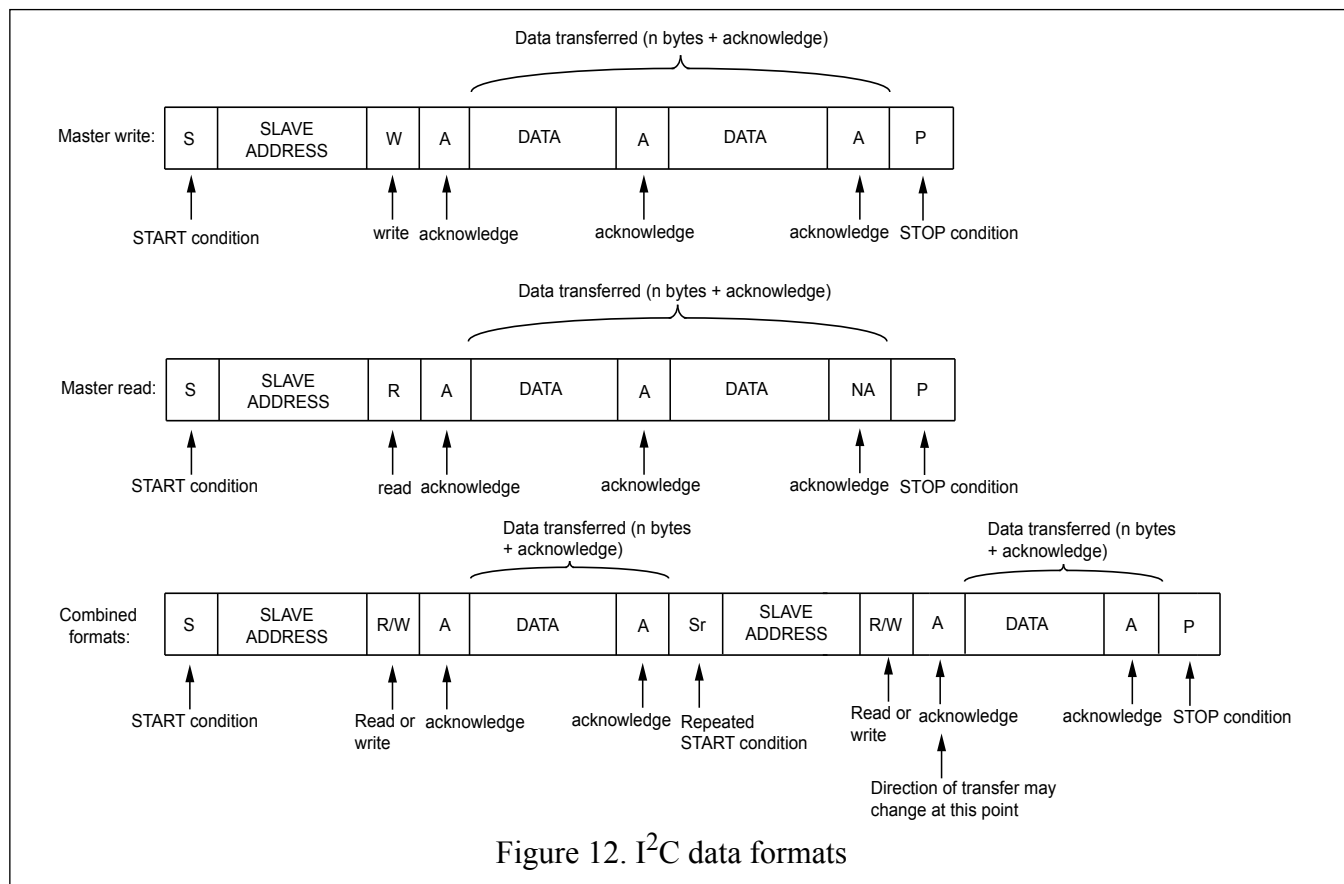 Data transferred (n bytes + acknowledge)
Master write: S SLAVE ADDRESS W A DATA A DATA A P
START condition write acknowledge acknowledge acknowledge STOP condition
Data transferred (n bytes + acknowledge)
Master read: S SLAVE ADDRESS R A DATA A DATA NA P
START condition read acknowledge acknowledge acknowledge STOP condition
Data transferred (n bytes
+ acknowledge)
Data transferred (n bytes
+ acknowledge)
Combined
formats:
S SLAVE ADDRESS R/W A DATA A Sr SLAVE ADDRESS R/W A DATA A P
START condition
Read or
write
acknowledge
acknowledge
Repeated
START condition
Read or
write
acknowledge
acknowledge
STOP condition
Direction of transfer may
change at this point
Figure 12. I²C data formats